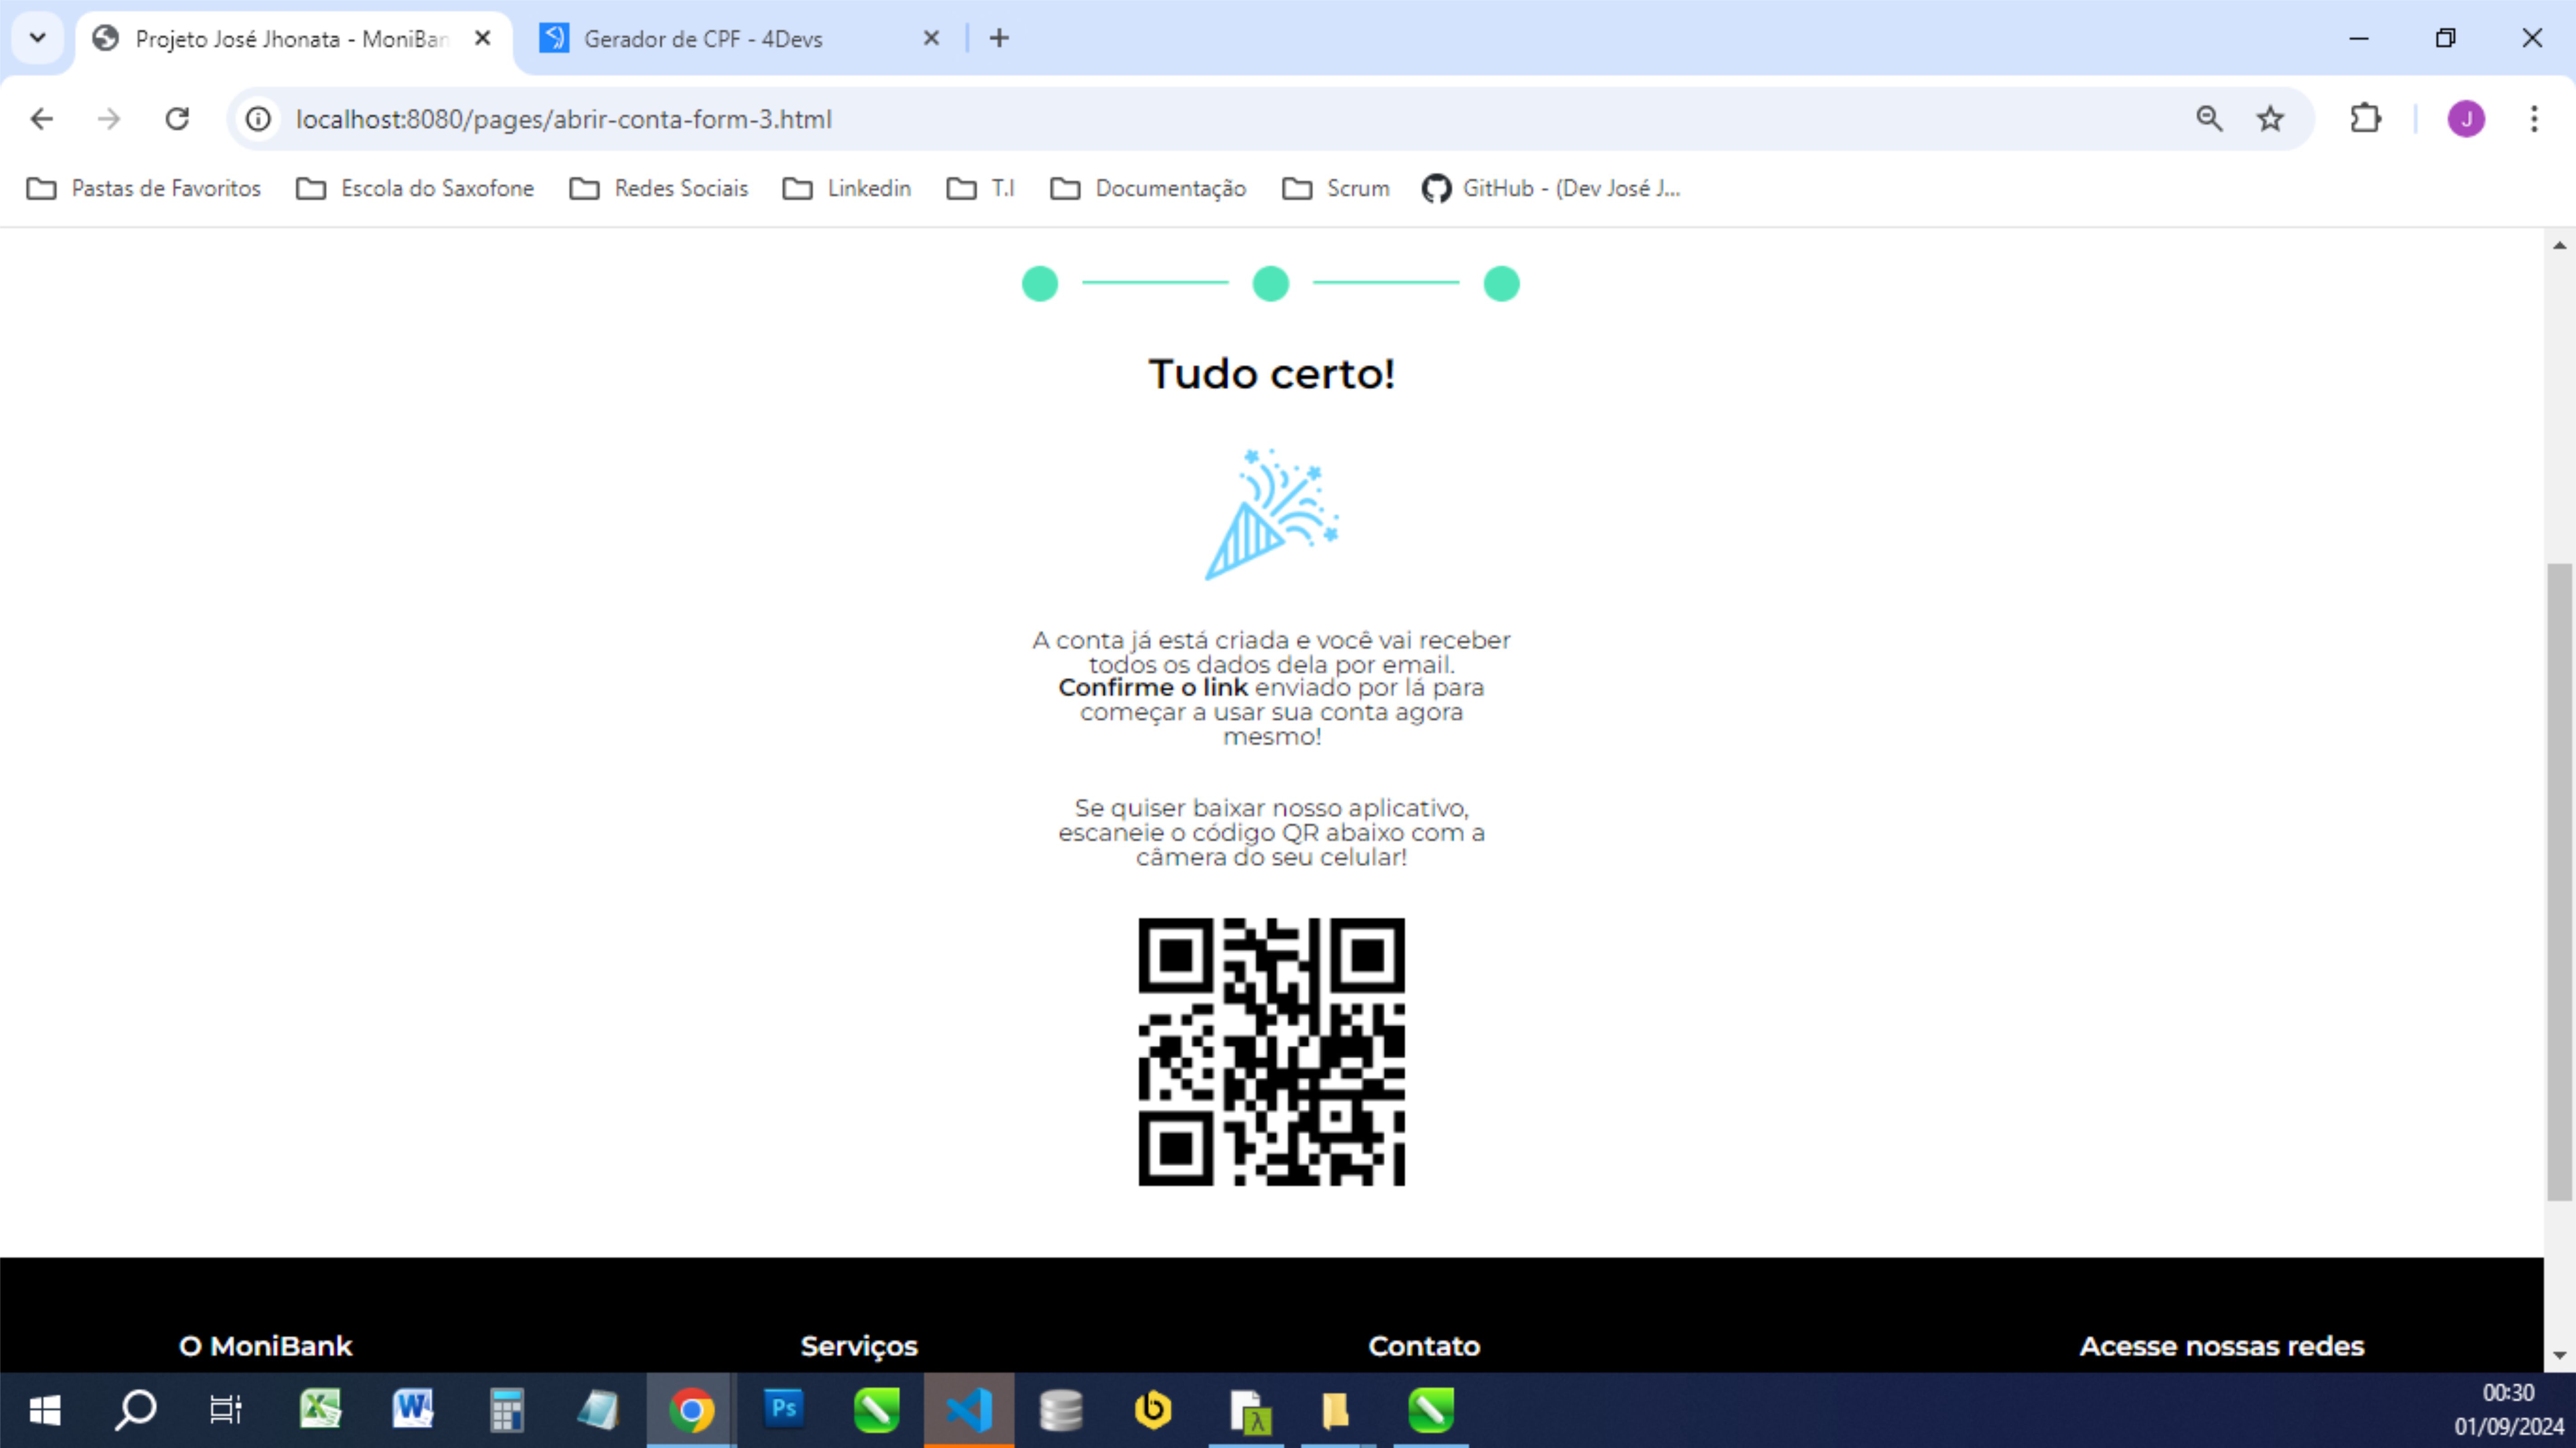 Projeto José Jhonata - MoniBan
Gerador de CPF - 4Devs
localhost:8080/pages/abrir-conta-form-3.html
J
Pastas de Favoritos
Escola do Saxofone
Redes Sociais
Linkedin
T.I
Documentação
Scrum
GitHub - (Dev José J...
Tudo certo!
A conta já está criada e você vai receber
todos os dados dela por email.
Confirme o link enviado por lá para
começar a usar sua conta agora
mesmo!
Se quiser baixar nosso aplicativo,
escaneie o código QR abaixo com a
câmera do seu celular!
O MoniBank
Serviços
Contato
Acesse nossas redes
Ps
00:30
01/09/2024